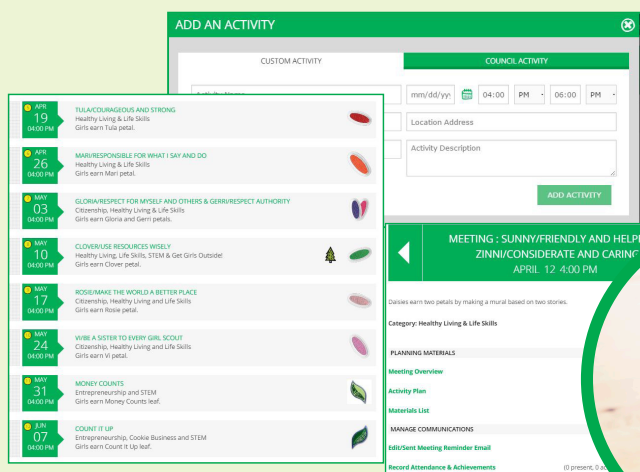 ADD AN ACTIVITY
CUSTOM ACTIVITY
COUNCIL ACTIVITY
mm/dd/yy
04:00
PM
06:00
PM
Location Address
Activity Description
ADD ACTIVITY
APR
19
04:00 PM
TULA/COURAGEOUS AND STRONG
Healthy Living & Life Skills
Girls earn Tula petal.
APR
26
04:00 PM
MARI/RESPONSIBLE FOR WHAT I SAY AND DO
Healthy Living & Life Skills
Girls earn Mari petal.
MAY
03
04:00 PM
GLORIA/RESPECT FOR MYSELF AND OTHERS & GERRI/RESPECT AUTHORITY
Citizenship, Healthy Living & Life Skills
Girls earn Gloria and Gerri petals.
MAY
10
04:00 PM
CLOVER/USE RESOURCES WISELY
Healthy Living, Life Skills, STEM & Get Girls Outside!
Girls earn Clover petal.
MAY
17
04:00 PM
ROSIE/MAKE THE WORLD A BETTER PLACE
Citizenship, Healthy Living and Life Skills
Girls earn Rosie petal.
MAY
24
04:00 PM
VI/BE A SISTER TO EVERY GIRL SCOUT
Citizenship, Healthy Living and Life Skills
Girls earn Vi petal.
MAY
31
04:00 PM
MONEY COUNTS
Entrepreneurship and STEM
Girls earn Money Counts leaf.
JUN
07
04:00 PM
COUNT IT UP
Entrepreneurship, Cookie Business and STEM
Girls earn Count It Up leaf.
MEETING : SUNNY/FRIENDLY AND HELP
ZINNI/CONSIDERATE AND CARING
APRIL 12 4:00 PM
Daisies earn two petals by making a mural based on two stories.
Category: Healthy Living & Life Skills
PLANNING MATERIALS
Meeting Overview
Activity Plan
Materials List
MANAGE COMMUNICATIONS
Edit/Sent Meeting Reminder Email
Record Attendance & Achievements
(0 present, 0